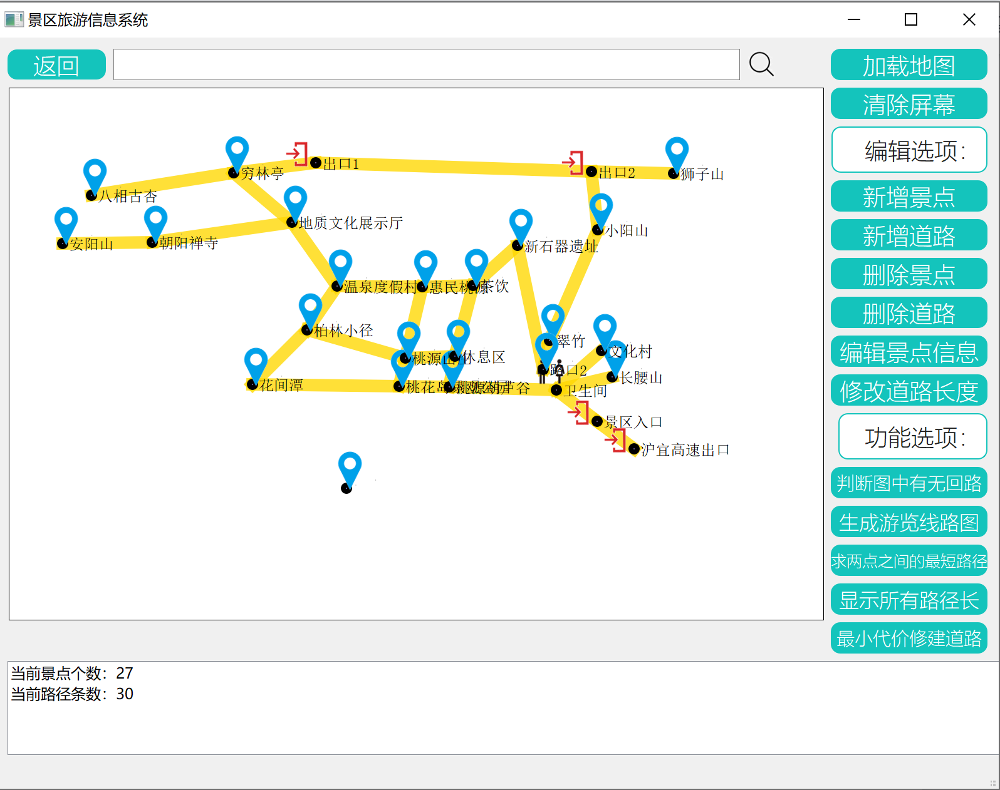 景区旅游信息系统
返回
加载地图
清除屏幕
编辑选项：
新增景点
新增道路
删除景点
删除道路
编辑景点信息
修改道路长度
功能选项：
判断图中有无回路
生成游览线路图
求两点之间的最短路径
显示所有路径长
最小代价修建道路
穷林亭
出口1
出口2
狮子山
八相古杏
地质文化展示厅
小阳山
安阳山
朝阳禅寺
新石器遗址
温泉度假村
惠民桃源
茶饮
柏林小径
翠竹
桃源山庄
休息区
文化村
路口2
长腰山
花间潭
桃花岛
葫芦谷
卫生间
景区入口
沪宜高速出口
当前景点个数：27
当前路径条数：30